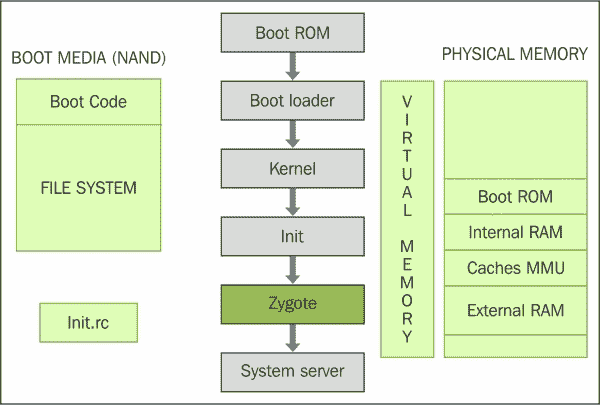 BOOT MEDIA (NAND)
Boot Code
FILE SYSTEM
Init.rc
Boot ROM
Boot loader
Kernel
Init
Zygote
System server
VIRTUAL MEMORY
PHYSICAL MEMORY
Boot ROM
Internal RAM
Caches MMU
External RAM